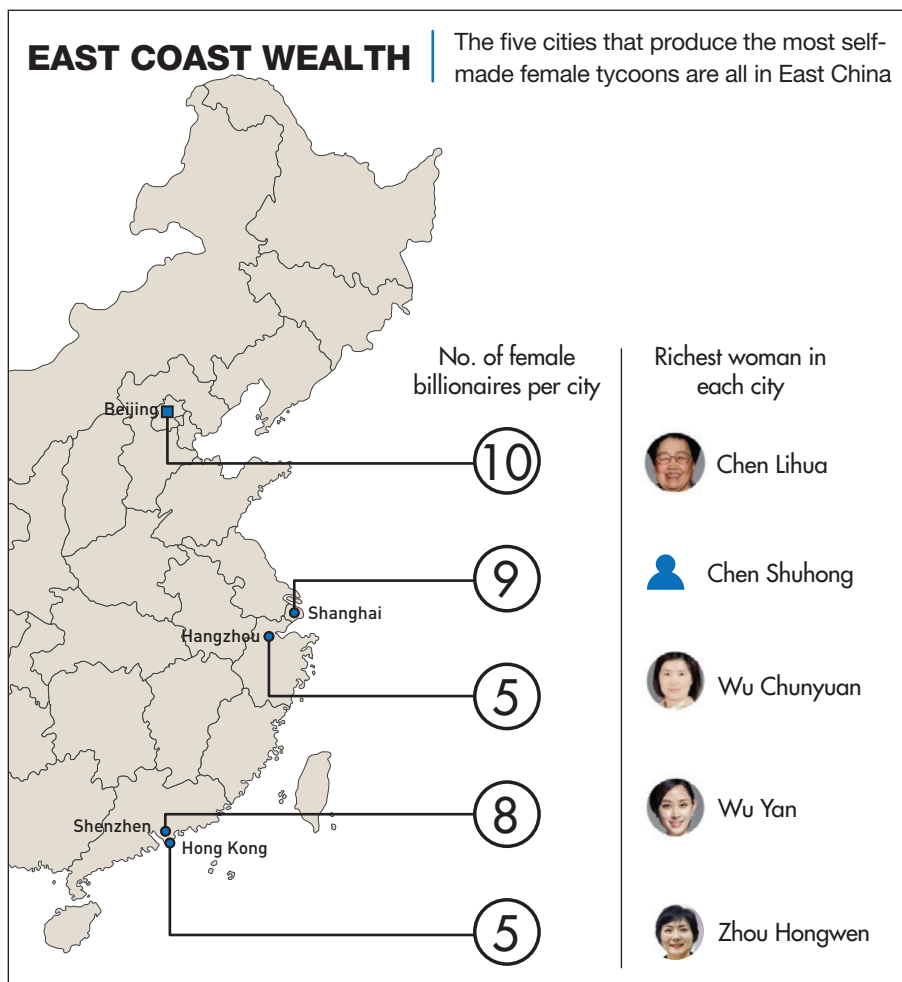 EAST COAST WEALTH
The five cities that produce the most self-
made female tycoons are all in East China
No. of female
billionaires per city
Richest woman in
each city
Beijing
10
Chen Lihua
9
Chen Shuhong
Shanghai
Hangzhou
5
Wu Chunyuan
8
Wu Yan
Shenzhen
Hong Kong
5
Zhou Hongwen